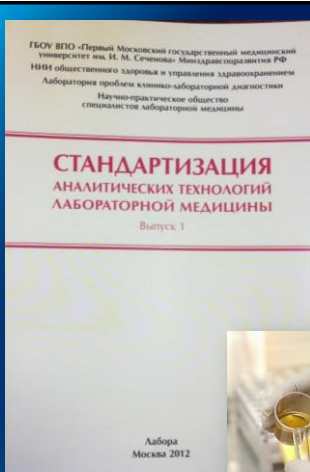 ГБОУ ВПО «Первый Московский государственный медицинский
университет им. И. М. Сеченова» Минздравсоцразвития РФ
НИИ общественного здоровья и управления здравоохранением
Лаборатория проблем клинико-лабораторной диагностики
Научно-практическое общество
специалистов лабораторной медицины
СТАНДАРТИЗАЦИЯ
АНАЛИТИЧЕСКИХ ТЕХНОЛОГИЙ
ЛАБОРАТОРНОЙ МЕДИЦИНЫ
Выпуск 1
Лабора
Москва 2012